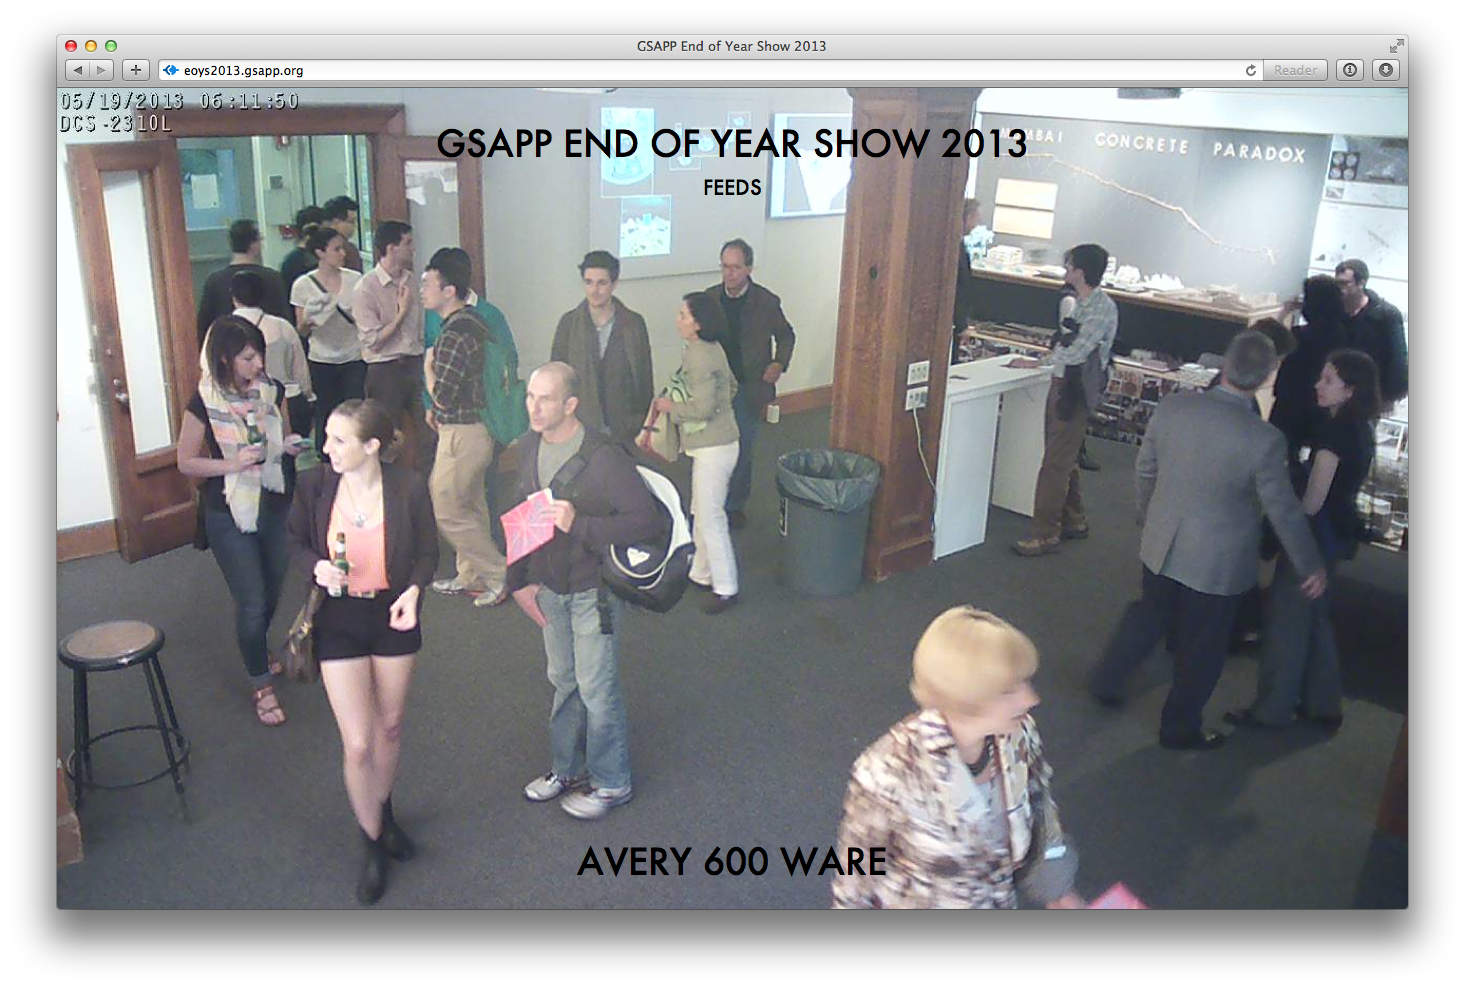 GSAPP End of Year Show 2013
eoys2013.gsapp.org
Reader
05/19/2013 06:11:50
DCS-2310L
GSAPP END OF YEAR SHOW 2013
FEEDS
MUMBAI CONCRETE PARADOX
AVERY 600 WARE